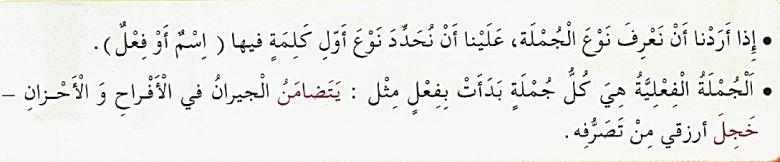 • إِذا أَرَدْنا أَنْ نَعْرِفَ نَوْعَ الْجُمْلَة، عَلَيْنا أَنْ نُحَدِّدَ نَوْعَ أَوَّلِ كَلِمَةٍ فيها ( اِسْمٌ أَوْ فِعْلٌ ).
• اَلْجُمْلَةُ الْفِعْلِيَّةُ هِيَ كُلُّ جُمْلَةٍ بَدَأَتْ بِفِعْلٍ مِثْل : يَتَضامَنُ الْجيرانُ في الْأَفْراحِ وَ الْأَحْزانِ –
خَجِلَ أرزقي مِنْ تَصَرُّفِه.